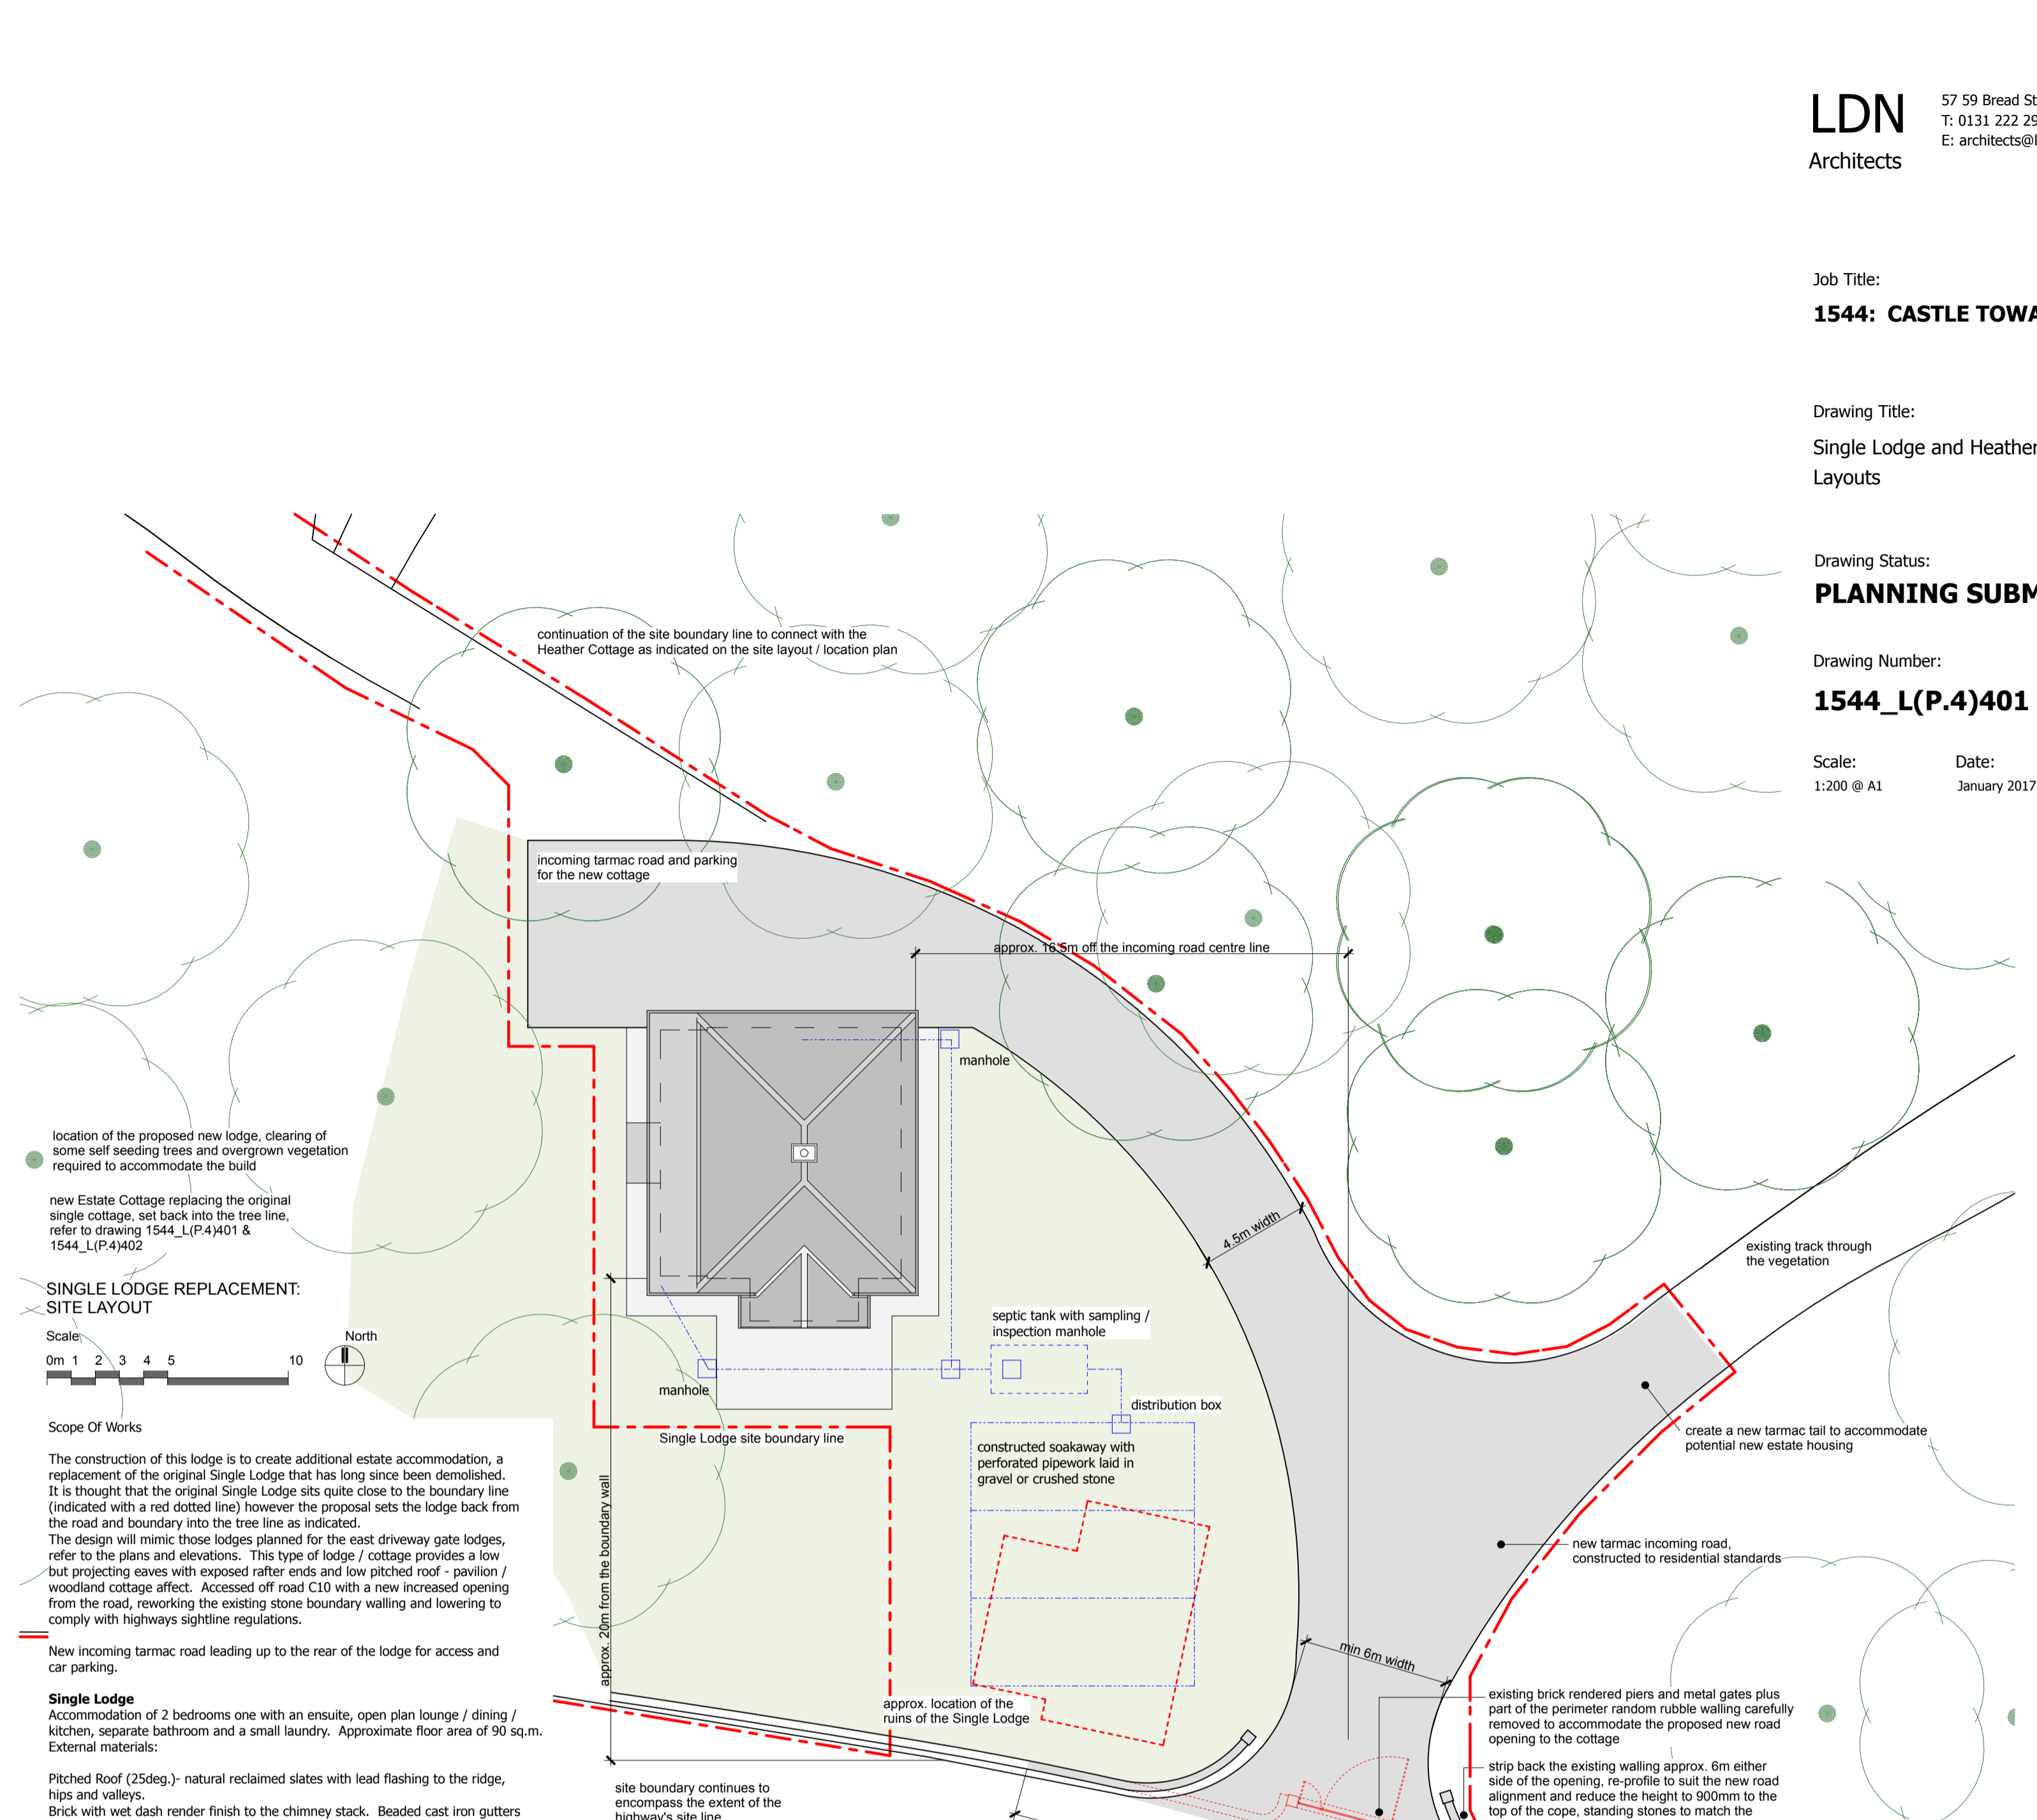 LDN
Architects
57 59 Bread St
T: 0131 222 29
E: architects@l
Job Title:
1544: CASTLE TOWA
Drawing Title:
Single Lodge and Heather
Layouts
Drawing Status:
PLANNING SUBM
Drawing Number:
1544_L(P.4)401
Scale:
Date:
1:200 @ A1
January 2017
continuation of the site boundary line to connect with the
Heather Cottage as indicated on the site layout / location plan
incoming tarmac road and parking
for the new cottage
approx. 16.5m off the incoming road centre line
manhole
location of the proposed new lodge, clearing of
some self seeding trees and overgrown vegetation
required to accommodate the build
new Estate Cottage replacing the original
single cottage, set back into the tree line,
refer to drawing 1544_L(P.4)401 &
1544_L(P.4)402
4.5m width
existing track through
the vegetation
SINGLE LODGE REPLACEMENT:
SITE LAYOUT
Scale
North
0m 1 2 3 4 5 10
septic tank with sampling /
inspection manhole
manhole
distribution box
Single Lodge site boundary line
constructed soakaway with
perforated pipework laid in
gravel or crushed stone
create a new tarmac tail to accommodate
potential new estate housing
approx. 20m from the boundary wall
new tarmac incoming road,
constructed to residential standards
min 6m width
Scope Of Works
The construction of this lodge is to create additional estate accommodation, a
replacement of the original Single Lodge that has long since been demolished.
It is thought that the original Single Lodge sits quite close to the boundary line
(indicated with a red dotted line) however the proposal sets the lodge back from
the road and boundary into the tree line as indicated.
The design will mimic those lodges planned for the east driveway gate lodges,
refer to the plans and elevations. This type of lodge / cottage provides a low
but projecting eaves with exposed rafter ends and low pitched roof - pavilion /
woodland cottage affect. Accessed off road C10 with a new increased opening
from the road, reworking the existing stone boundary walling and lowering to
comply with highways sightline regulations.
New incoming tarmac road leading up to the rear of the lodge for access and
car parking.
Single Lodge
Accommodation of 2 bedrooms one with an ensuite, open plan lounge / dining /
kitchen, separate bathroom and a small laundry. Approximate floor area of 90 sq.m.
External materials:
Pitched Roof (25deg.)- natural reclaimed slates with lead flashing to the ridge,
hips and valleys.
Brick with wet dash render finish to the chimney stack. Beaded cast iron gutters
approx. location of the
ruins of the Single Lodge
site boundary continues to
encompass the extent of the
highway's site line
existing brick rendered piers and metal gates plus
part of the perimeter random rubble walling carefully
removed to accommodate the proposed new road
opening to the cottage
strip back the existing walling approx. 6m either
side of the opening, re-profile to suit the new road
alignment and reduce the height to 900mm to the
top of the cope, standing stones to match the